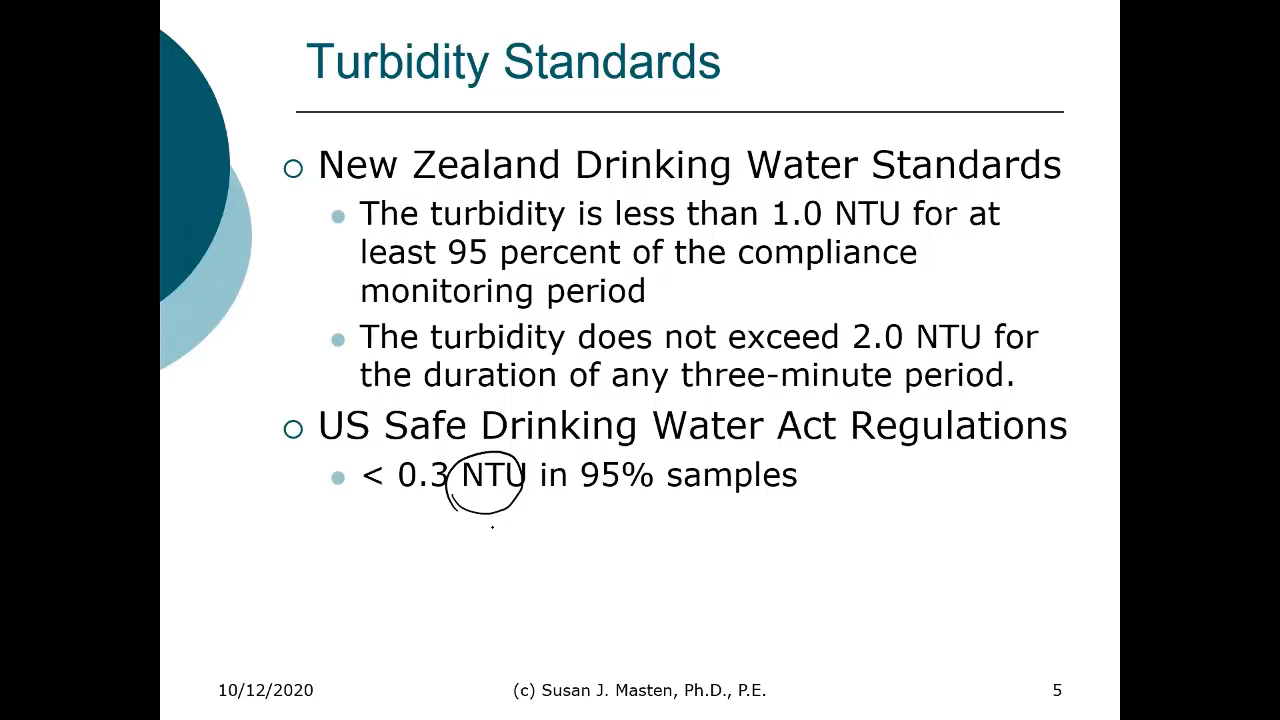 Turbidity Standards
New Zealand Drinking Water Standards
The turbidity is less than 1.0 NTU for at
least 95 percent of the compliance
monitoring period
The turbidity does not exceed 2.0 NTU for
the duration of any three-minute period.
US Safe Drinking Water Act Regulations
< 0.3 NTU in 95% samples
10/12/2020 (c) Susan J. Masten, Ph.D., P.E. 5